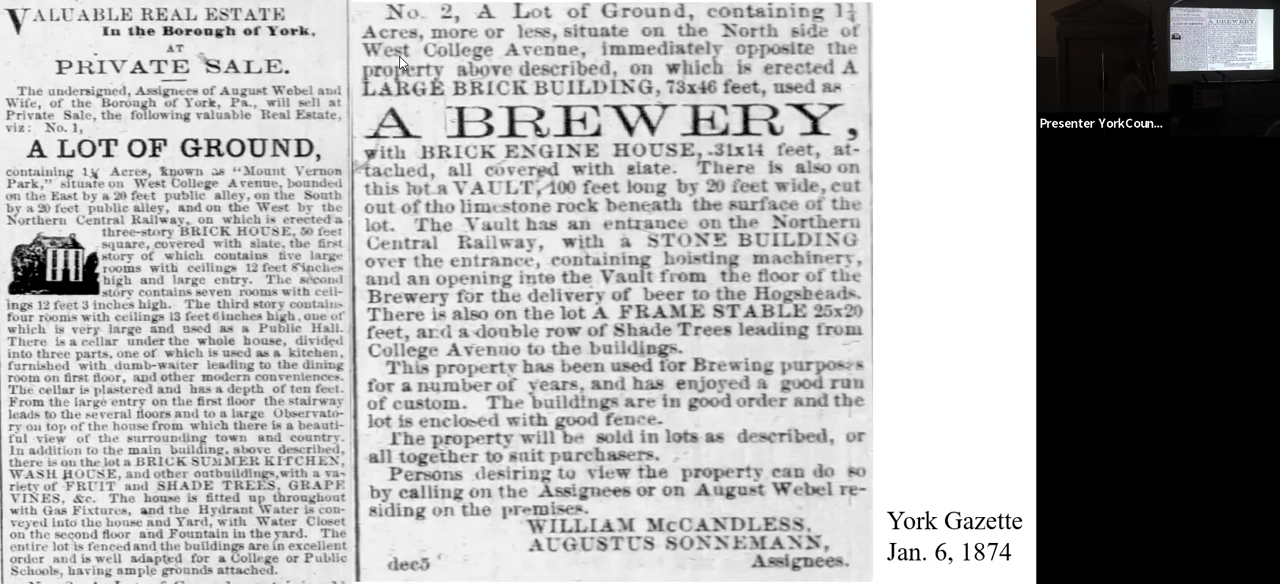 VALUABLE REAL ESTATE
In the Borough of York,
AT
PRIVATE SALE.
The undersigned, Assignees of August Webel and
Wife, of the Borough of York, Pa., will sell at
Private Sale, the following valuable Real Estate,
viz: No. 1,
A LOT OF GROUND,
containing 1¼ Acres, known as "Mount Vernon
Park," situate on West College Avenue, bounded
on the East by a 20 feet public alley, on the South
by a 20 feet public alley, and on the West by the
Northern Central Railway, on which is erected a
three-story BRICK HOUSE, 50 feet
square, covered with slate, the first
story of which contains five large
rooms with ceilings 12 feet 8 inches
high and large entry. The second
story contains seven rooms with ceil-
ings 12 feet 3 inches high. The third story contains
four rooms with ceilings 13 feet 6 inches high, one of
which is very large and used as a Public Hall.
There is a cellar under the whole house, divided
into three parts, one of which is used as a kitchen,
furnished with dumb-waiter leading to the dining
room on first floor, and other modern conveniences.
The cellar is plastered and has a depth of ten feet.
From the large entry on the first floor the stairway
leads to the several floors and to a large Observato-
ry on top of the house from which there is a beauti-
ful view of the surrounding town and country.
In addition to the main building, above described,
there is on the lot a BRICK SUMMER KITCHEN,
WASH HOUSE, and other outbuildings, with a va-
riety of FRUIT and SHADE TREES, GRAPE
VINES, &c. The house is fitted up throughout
with Gas Fixtures, and the Hydrant Water is con-
veyed into the house and Yard, with Water Closet
on the second floor and Fountain in the yard. The
entire lot is fenced and the buildings are in excellent
order and is well adapted for a College or Public
Schools, having ample grounds attached.
No. 2, A Lot of Ground, containing 1¼
Acres, more or less, situate on the North side of
West College Avenue, immediately opposite the
property above described, on which is erected A
LARGE BRICK BUILDING, 73x46 feet, used as
A BREWERY,
with BRICK ENGINE HOUSE, 31x14 feet, at-
tached, all covered with slate. There is also on
this lot a VAULT, 100 feet long by 20 feet wide, cut
out of the limestone rock beneath the surface of the
lot. The Vault has an entrance on the Northern
Central Railway, with a STONE BUILDING
over the entrance, containing hoisting machinery,
and an opening into the Vault from the floor of the
Brewery for the delivery of beer to the Hogsheads.
There is also on the lot A FRAME STABLE 25x20
feet, and a double row of Shade Trees leading from
College Avenue to the buildings.
This property has been used for Brewing purposes
for a number of years, and has enjoyed a good run
of custom. The buildings are in good order and the
lot is enclosed with good fence.
The property will be sold in lots as described, or
all together to suit purchasers.
Persons desiring to view the property can do so
by calling on the Assignees or on August Webel re-
siding on the premises.
WILLIAM McCANDLESS,
AUGUSTUS SONNEMANN,
dec5 Assignees.
York Gazette
Jan. 6, 1874
Presenter YorkCoun...